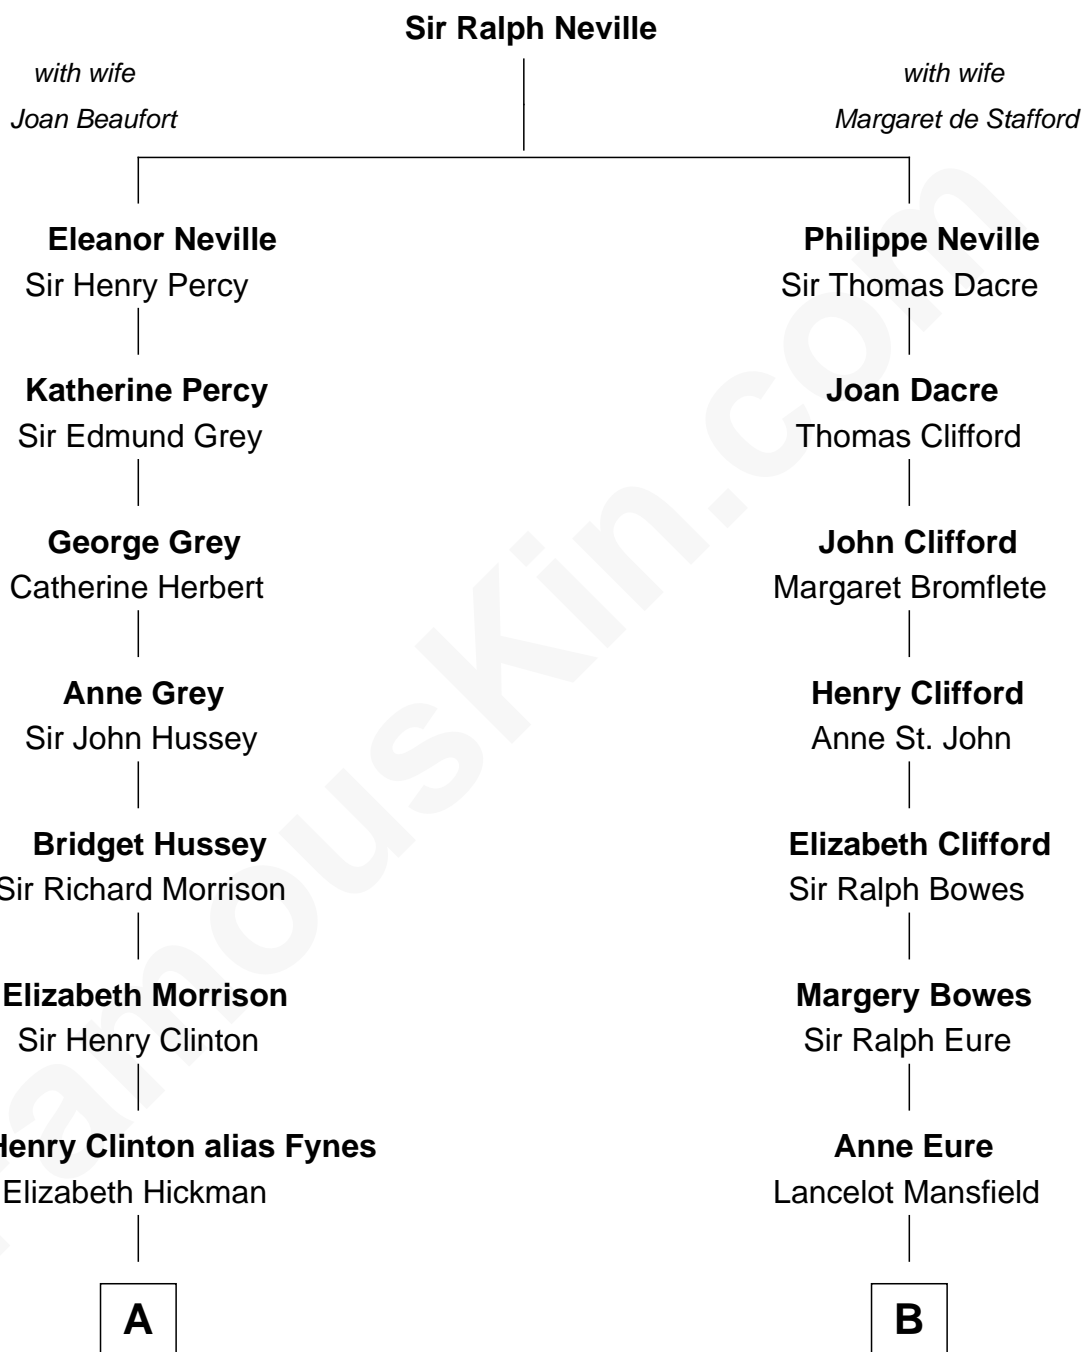 Sir Ralph Neville
with wife
Joan Beaufort
with wife
Margaret de Stafford
Eleanor Neville
Sir Henry Percy
Philippe Neville
Sir Thomas Dacre
Katherine Percy
Sir Edmund Grey
Joan Dacre
Thomas Clifford
George Grey
Catherine Herbert
John Clifford
Margaret Bromflete
Anne Grey
Sir John Hussey
Henry Clifford
Anne St. John
Bridget Hussey
Sir Richard Morrison
Elizabeth Clifford
Sir Ralph Bowes
Elizabeth Morrison
Sir Henry Clinton
Margery Bowes
Sir Ralph Eure
Henry Clinton alias Fynes
Elizabeth Hickman
Anne Eure
Lancelot Mansfield
A
B
FamousKin.com